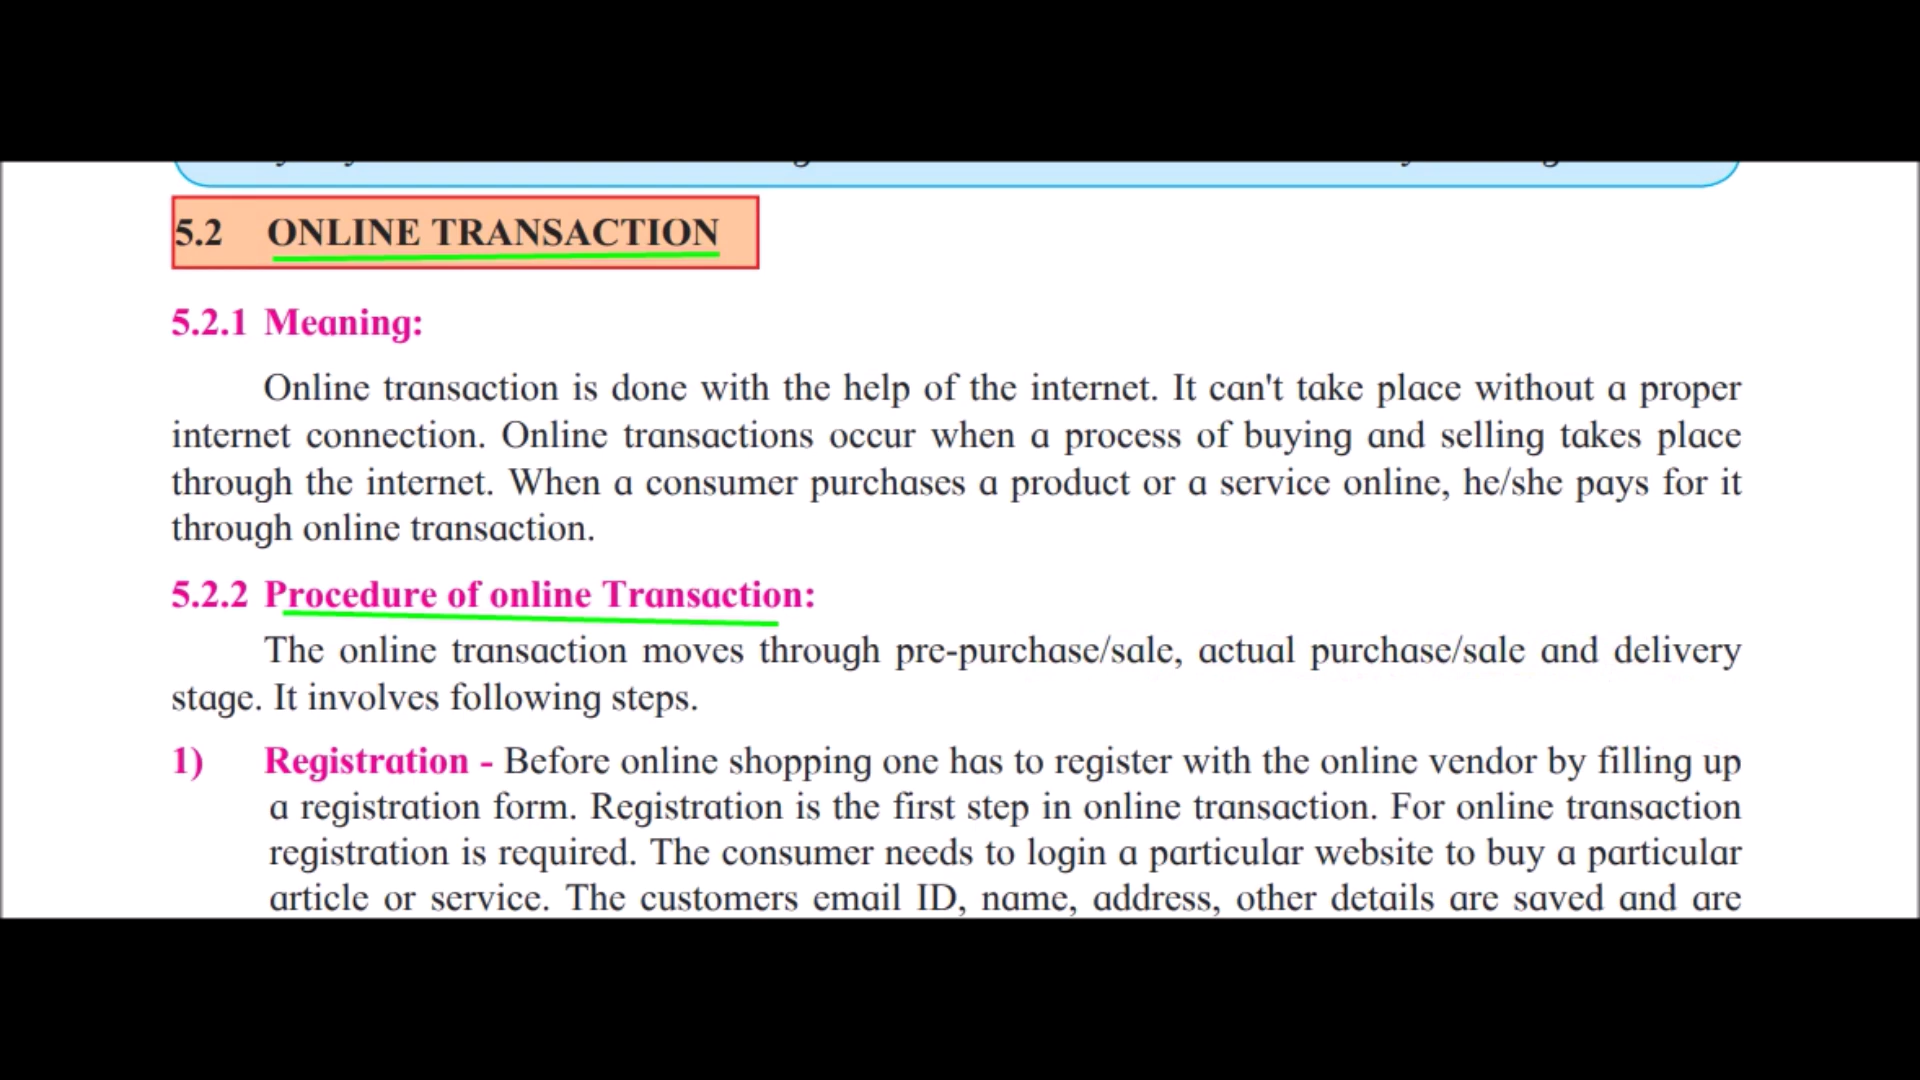 5.2 ONLINE TRANSACTION
5.2.1 Meaning:
Online transaction is done with the help of the internet. It can't take place without a proper
internet connection. Online transactions occur when a process of buying and selling takes place
through the internet. When a consumer purchases a product or a service online, he/she pays for it
through online transaction.
5.2.2 Procedure of online Transaction:
The online transaction moves through pre-purchase/sale, actual purchase/sale and delivery
stage. It involves following steps.
1) Registration - Before online shopping one has to register with the online vendor by filling up
a registration form. Registration is the first step in online transaction. For online transaction
registration is required. The consumer needs to login a particular website to buy a particular
article or service. The customers email ID, name, address, other details are saved and are